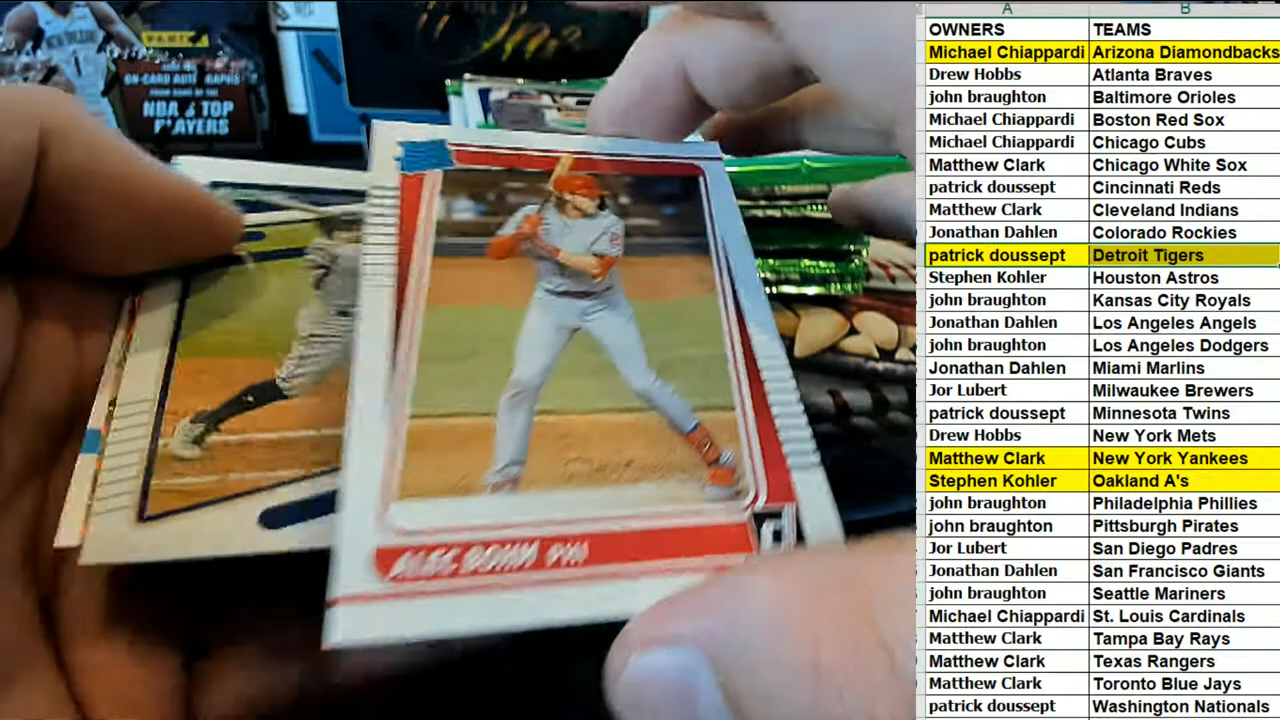 PANINI
ON-CARD AUTOGRAPHS
NBA & TOP
PLAYERS
ALEC BOHM PHI
A B
OWNERS TEAMS
Michael Chiappardi Arizona Diamondbacks
Drew Hobbs Atlanta Braves
john braughton Baltimore Orioles
Michael Chiappardi Boston Red Sox
Michael Chiappardi Chicago Cubs
Matthew Clark Chicago White Sox
patrick doussept Cincinnati Reds
Matthew Clark Cleveland Indians
Jonathan Dahlen Colorado Rockies
patrick doussept Detroit Tigers
Stephen Kohler Houston Astros
john braughton Kansas City Royals
Jonathan Dahlen Los Angeles Angels
john braughton Los Angeles Dodgers
Jonathan Dahlen Miami Marlins
Jor Lubert Milwaukee Brewers
patrick doussept Minnesota Twins
Drew Hobbs New York Mets
Matthew Clark New York Yankees
Stephen Kohler Oakland A's
john braughton Philadelphia Phillies
john braughton Pittsburgh Pirates
Jor Lubert San Diego Padres
Jonathan Dahlen San Francisco Giants
john braughton Seattle Mariners
Michael Chiappardi St. Louis Cardinals
Matthew Clark Tampa Bay Rays
Matthew Clark Texas Rangers
Matthew Clark Toronto Blue Jays
patrick doussept Washington Nationals